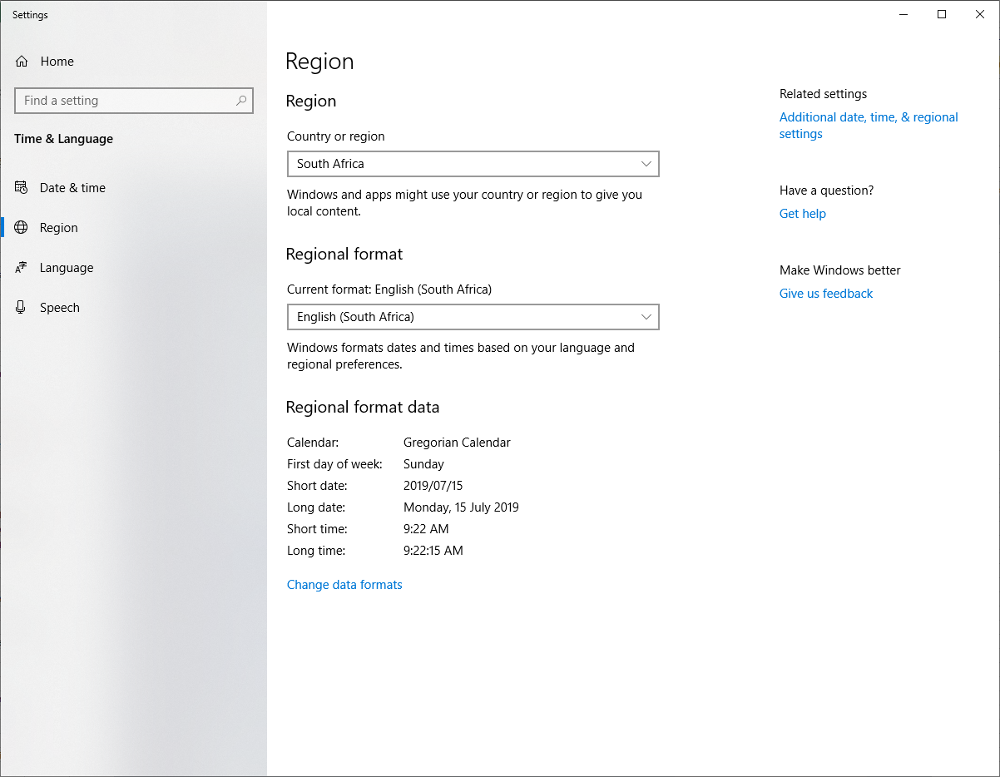 Settings
Home
Find a setting
Time & Language
Date & time
Region
Language
Speech
Region
Region
Country or region
South Africa
Windows and apps might use your country or region to give you
local content.
Regional format
Current format: English (South Africa)
English (South Africa)
Windows formats dates and times based on your language and
regional preferences.
Regional format data
Calendar: Gregorian Calendar
First day of week: Sunday
Short date: 2019/07/15
Long date: Monday, 15 July 2019
Short time: 9:22 AM
Long time: 9:22:15 AM
Change data formats
Related settings
Additional date, time, & regional
settings
Have a question?
Get help
Make Windows better
Give us feedback